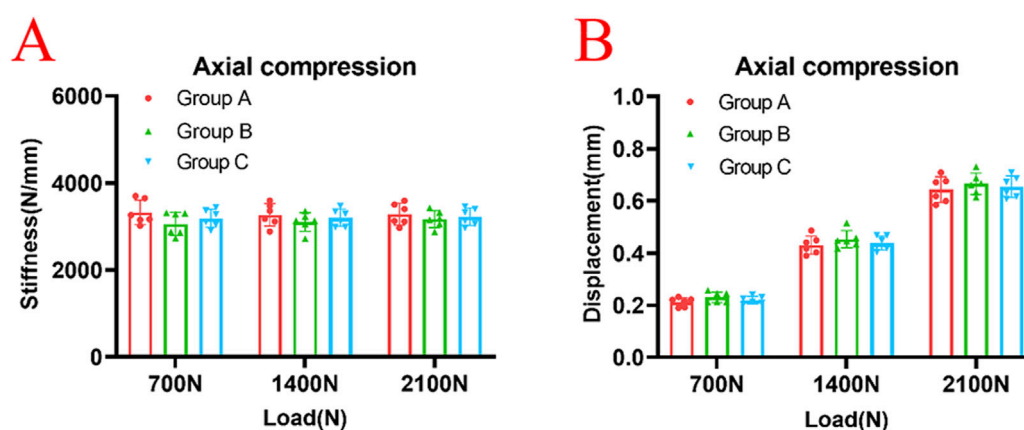 A
Axial compression
Stiffness(N/mm)
6000
4000
2000
0
Group A
Group B
Group C
700N
1400N
2100N
Load(N)
B
Axial compression
Displacement(mm)
1.0
0.8
0.6
0.4
0.2
0.0
Group A
Group B
Group C
700N
1400N
2100N
Load(N)